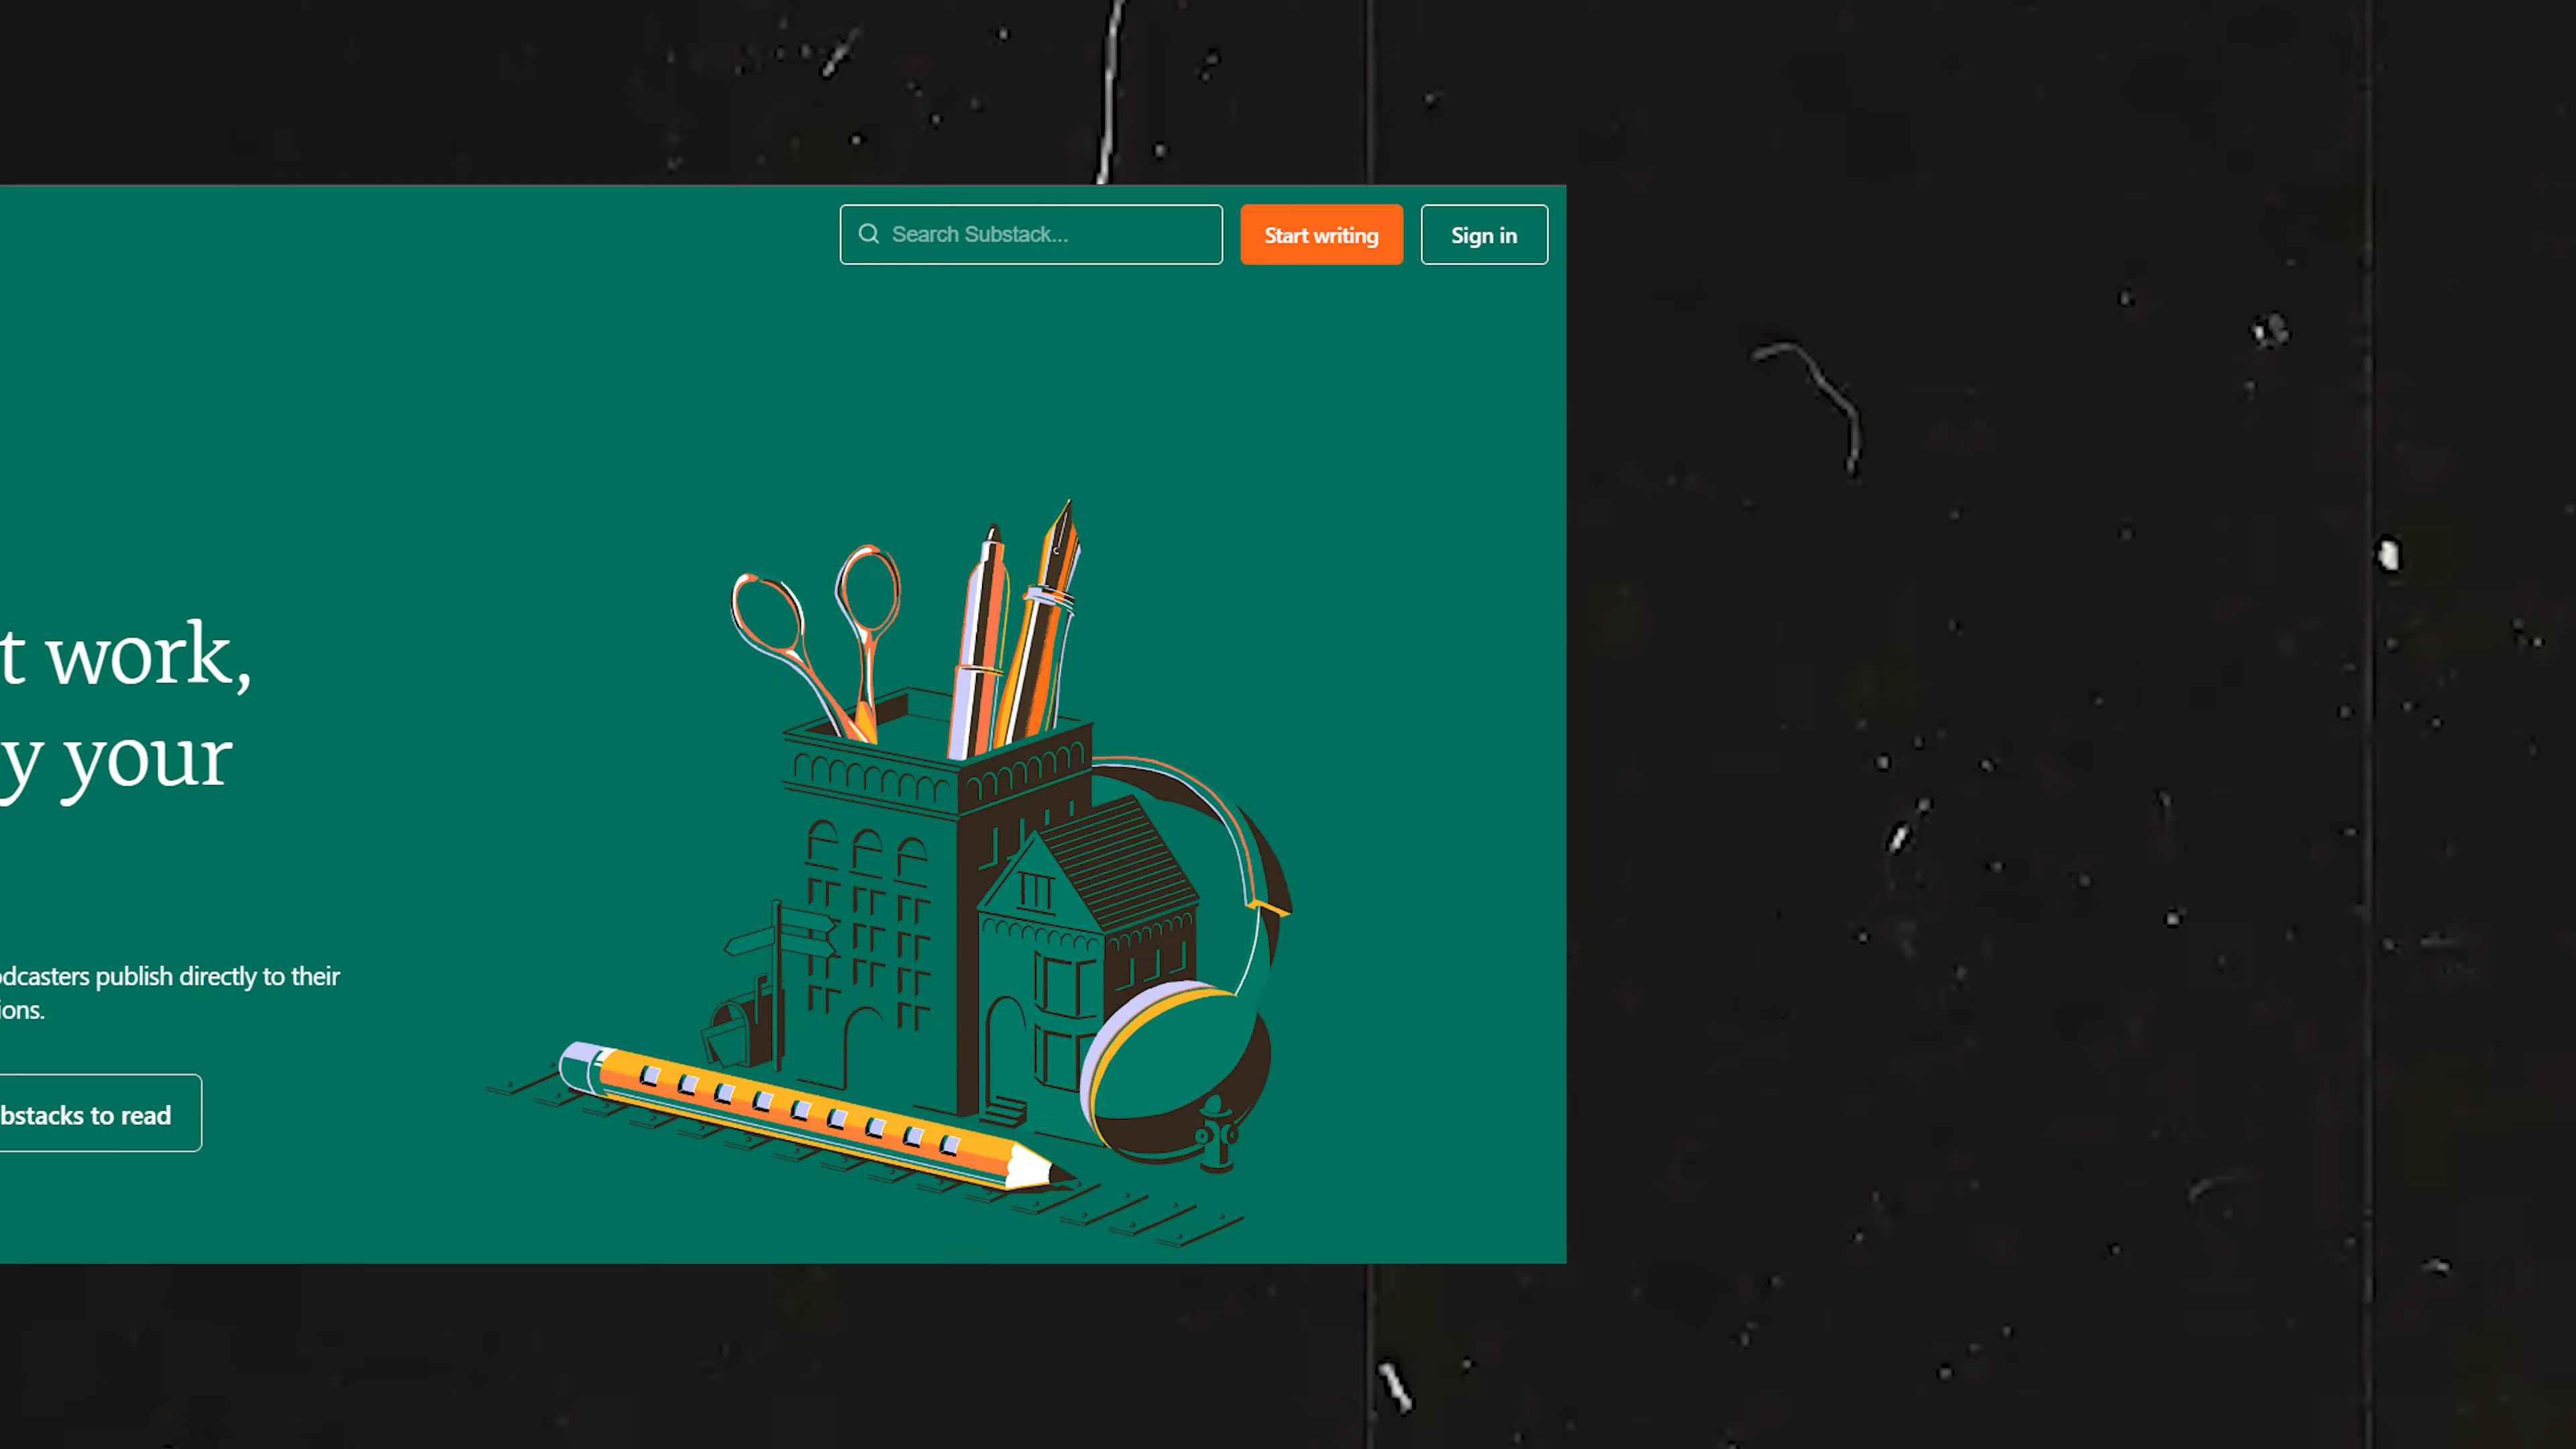 Search Substack...
Start writing
Sign in
t work,
y your
dcasters publish directly to their
ions.
bstacks to read